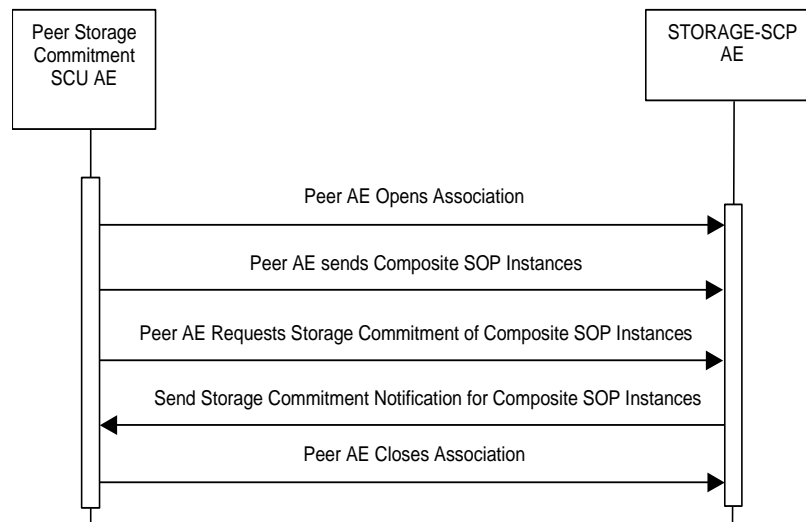 Peer Storage
Commitment
SCU AE
STORAGE-SCP
AE
Peer AE Opens Association
Peer AE sends Composite SOP Instances
Peer AE Requests Storage Commitment of Composite SOP Instances
Send Storage Commitment Notification for Composite SOP Instances
Peer AE Closes Association